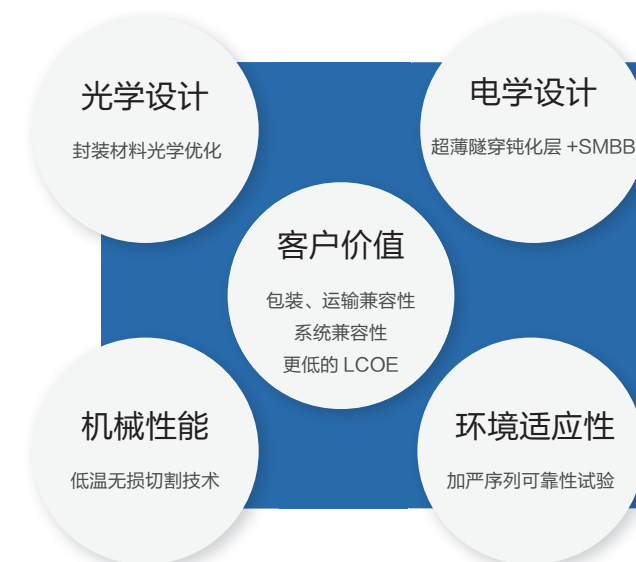 光学设计
封装材料光学优化
电学设计
超薄隧穿钝化层 +SMBB
客户价值
包装、运输兼容性
系统兼容性
更低的 LCOE
机械性能
低温无损切割技术
环境适应性
加严序列可靠性试验